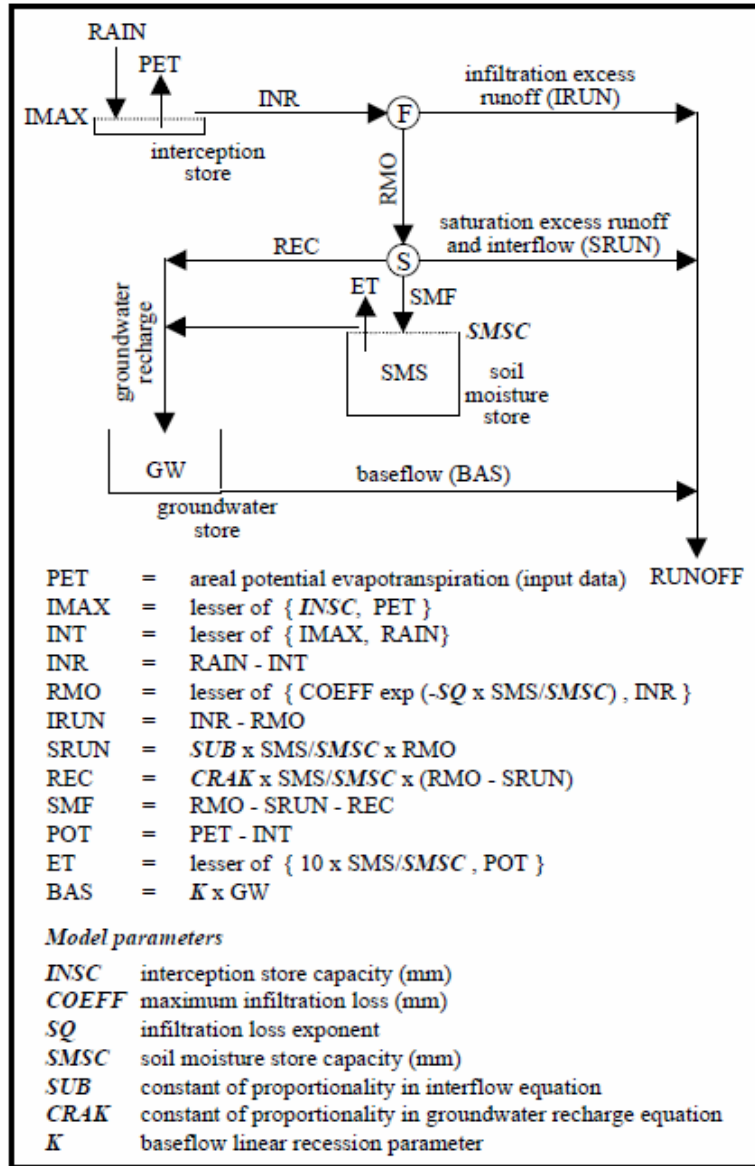 RAIN
PET
IMAX
interception
store
INR
F
infiltration excess
runoff (IRUN)
RMO
REC
S
saturation excess runoff
and interflow (SRUN)
ET
SMF
SMSC
groundwater
recharge
SMS
soil
moisture
store
GW
baseflow (BAS)
groundwater
store
RUNOFF
PET = areal potential evapotranspiration (input data)
IMAX = lesser of { INSC, PET }
INT = lesser of { IMAX, RAIN}
INR = RAIN - INT
RMO = lesser of { COEFF exp (-SQ x SMS/SMSC) , INR }
IRUN = INR - RMO
SRUN = SUB x SMS/SMSC x RMO
REC = CRAK x SMS/SMSC x (RMO - SRUN)
SMF = RMO - SRUN - REC
POT = PET - INT
ET = lesser of { 10 x SMS/SMSC , POT }
BAS = K x GW
Model parameters
INSC interception store capacity (mm)
COEFF maximum infiltration loss (mm)
SQ infiltration loss exponent
SMSC soil moisture store capacity (mm)
SUB constant of proportionality in interflow equation
CRAK constant of proportionality in groundwater recharge equation
K baseflow linear recession parameter